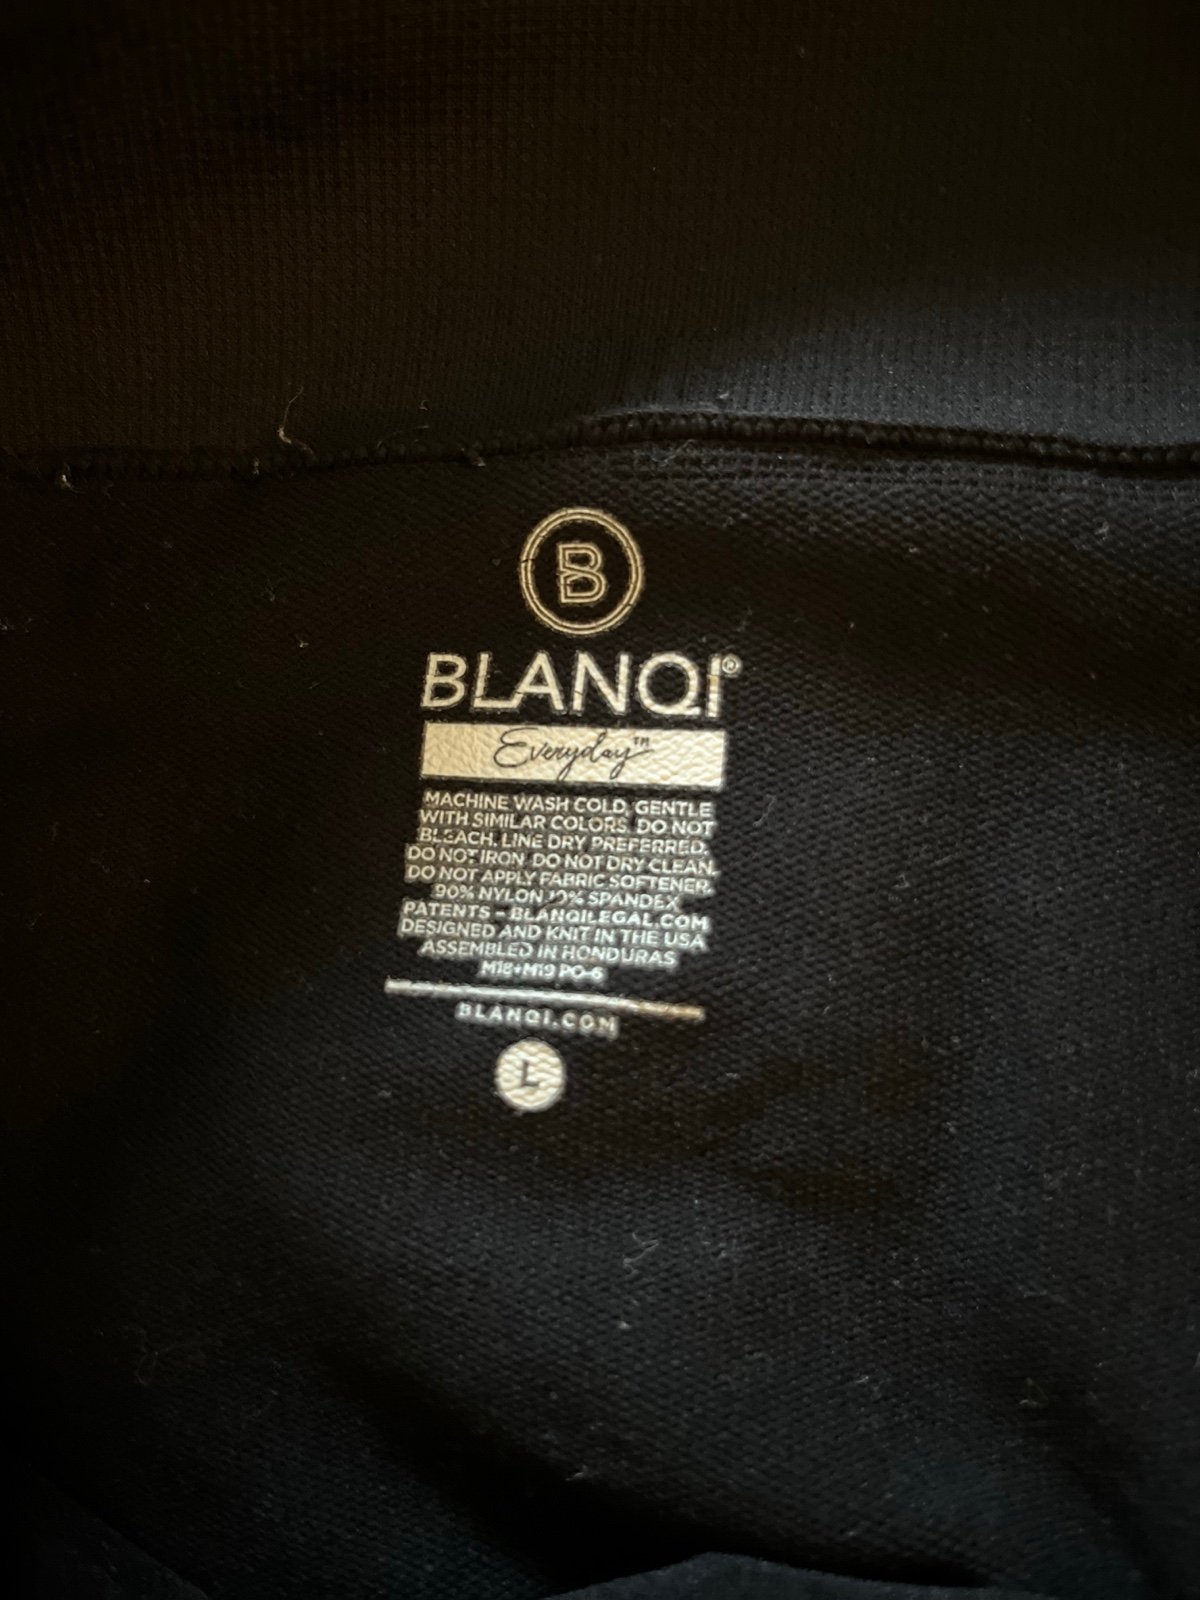 B
BLANQI®
Everyday™
MACHINE WASH COLD, GENTLE
WITH SIMILAR COLORS. DO NOT
BLEACH. LINE DRY PREFERRED.
DO NOT IRON. DO NOT DRY CLEAN.
DO NOT APPLY FABRIC SOFTENER.
90% NYLON 10% SPANDEX
PATENTS - BLANQILEGAL.COM
DESIGNED AND KNIT IN THE USA
ASSEMBLED IN HONDURAS
M18+M19 PO-6
BLANQI.COM
L